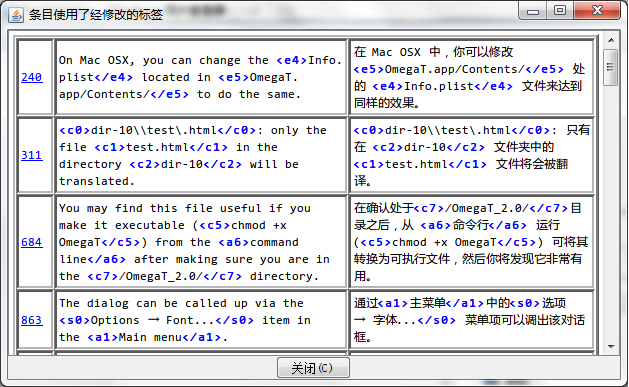 条目使用了经修改的标签
240
On Mac OSX, you can change the <e4>Info.
plist</e4> located in <e5>OmegaT.
app/Contents/</e5> to do the same.
在 Mac OSX 中，你可以修改
<e5>OmegaT.app/Contents/</e5> 处
的 <e4>Info.plist</e4> 文件来达到
同样的效果。
311
<c0>dir-10\\test\.html</c0>: only the
file <c1>test.html</c1> in the
directory <c2>dir-10</c2> will be
translated.
<c0>dir-10\\test\.html</c0>: 只有
在 <c2>dir-10</c2> 文件夹中的
<c1>test.html</c1> 文件将会被翻
译。
684
You may find this file useful if you
make it executable (<c5>chmod +x
OmegaT</c5>) from the <a6>command
line</a6> after making sure you are in
the <c7>/OmegaT_2.0/</c7> directory.
在确认处于<c7>/OmegaT_2.0/</c7>目
录之后，从 <a6>命令行</a6> 运行
(<c5>chmod +x OmegaT</c5>) 可将其
转换为可执行文件，然后你将发现它非常有
用。
863
The dialog can be called up via the
<s0>Options → Font...</s0> item in
the <a1>Main menu</a1>.
通过<a1>主菜单</a1>中的<s0>选项
→ 字体...</s0> 菜单项可以调出该对话
框。
关闭(C)